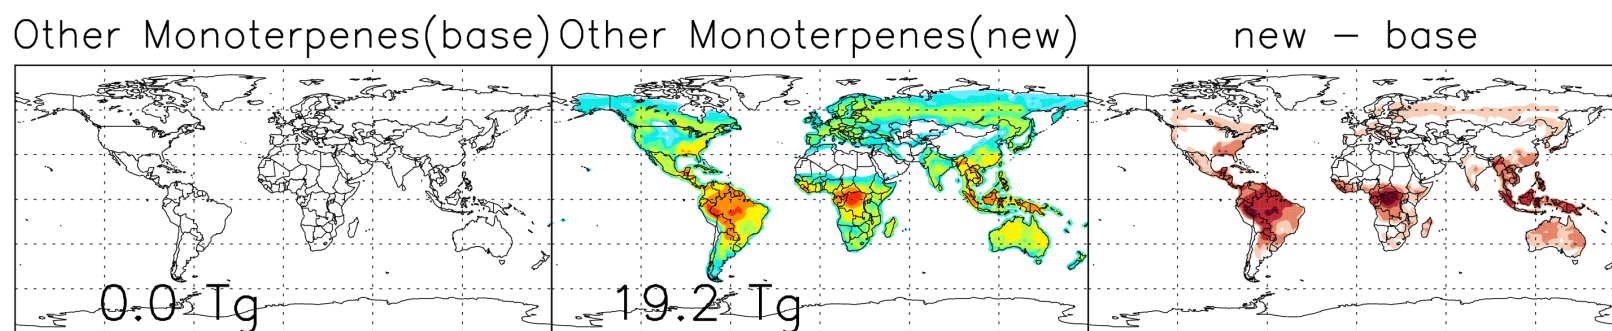 Other Monoterpenes(base)
Other Monoterpenes(new)
new − base
0.0 Tg
19.2 Tg